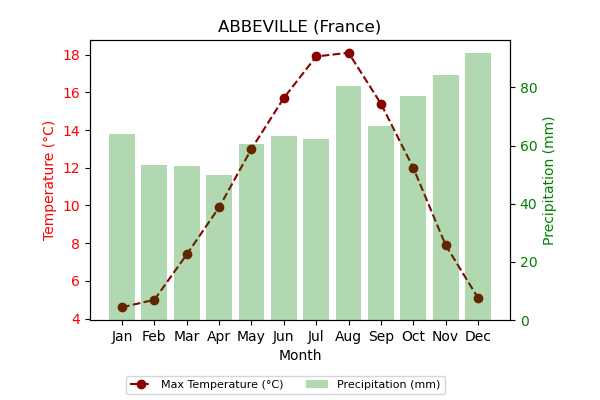 ABBEVILLE (France)
18
16
14
12
10
8
6
4
Temperature (°C)
80
60
40
20
0
Precipitation (mm)
Jan Feb Mar Apr May Jun Jul Aug Sep Oct Nov Dec
Month
Max Temperature (°C) Precipitation (mm)